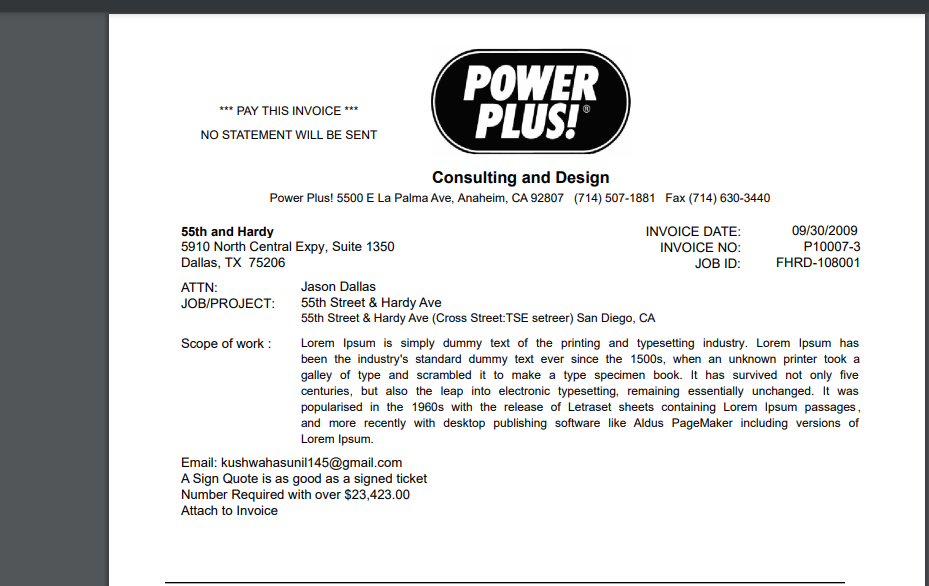 *** PAY THIS INVOICE ***
NO STATEMENT WILL BE SENT
POWER
PLUS!®
Consulting and Design
Power Plus! 5500 E La Palma Ave, Anaheim, CA 92807 (714) 507-1881 Fax (714) 630-3440
55th and Hardy
5910 North Central Expy, Suite 1350
Dallas, TX 75206
INVOICE DATE: 09/30/2009
INVOICE NO: P10007-3
JOB ID: FHRD-108001
ATTN: Jason Dallas
JOB/PROJECT: 55th Street & Hardy Ave
55th Street & Hardy Ave (Cross Street:TSE setreer) San Diego, CA
Scope of work : Lorem Ipsum is simply dummy text of the printing and typesetting industry. Lorem Ipsum has
been the industry's standard dummy text ever since the 1500s, when an unknown printer took a
galley of type and scrambled it to make a type specimen book. It has survived not only five
centuries, but also the leap into electronic typesetting, remaining essentially unchanged. It was
popularised in the 1960s with the release of Letraset sheets containing Lorem Ipsum passages,
and more recently with desktop publishing software like Aldus PageMaker including versions of
Lorem Ipsum.
Email: kushwahasunil145@gmail.com
A Sign Quote is as good as a signed ticket
Number Required with over $23,423.00
Attach to Invoice